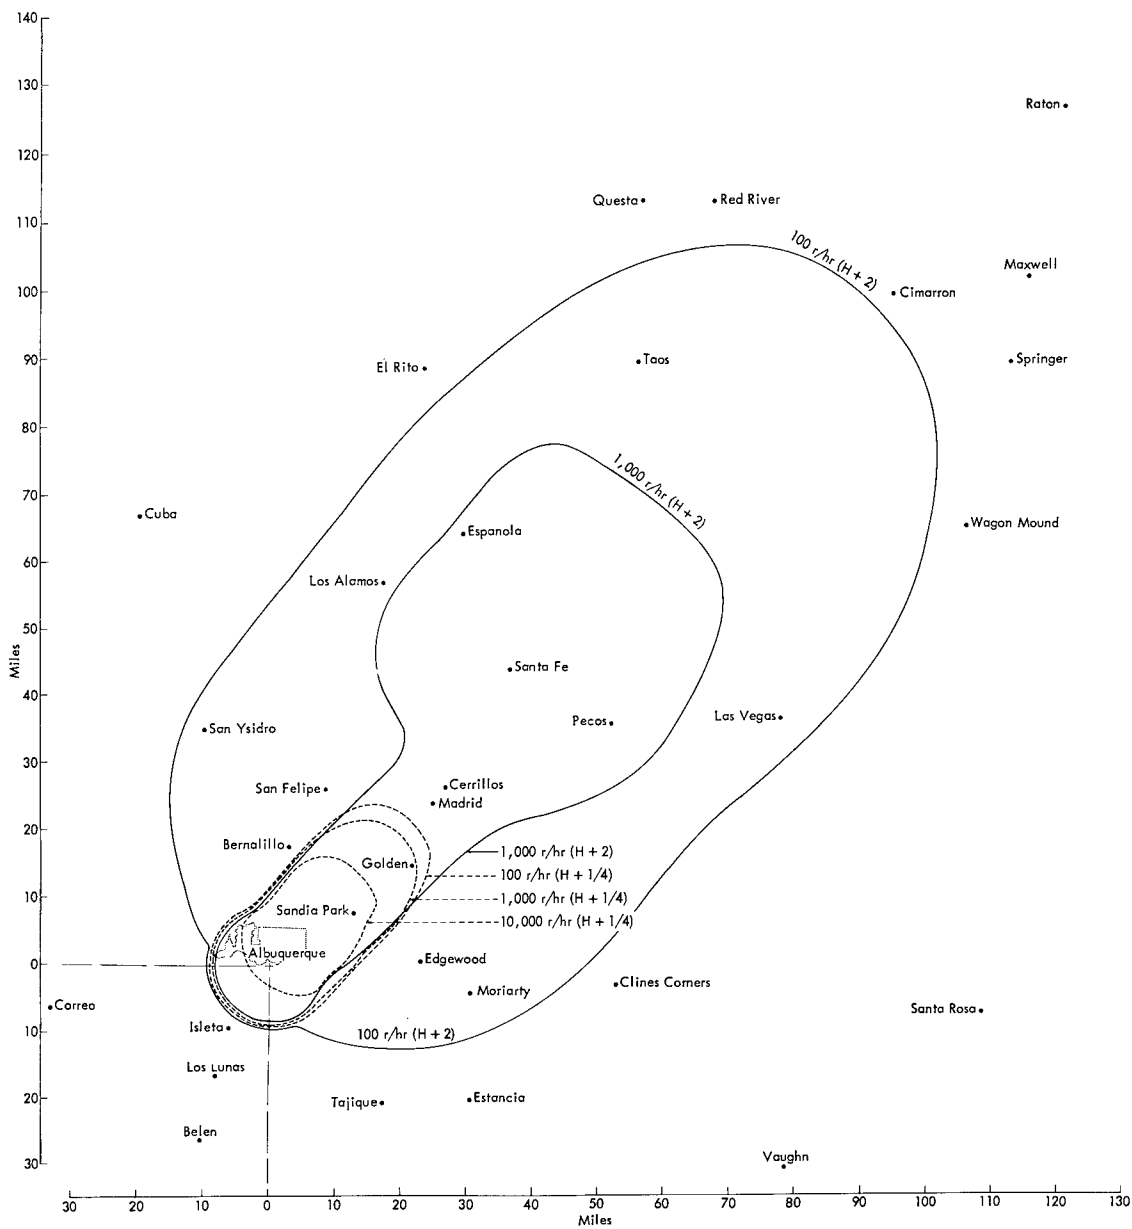 140
130
Raton
120
Questa
Red River
110
100 r/hr (H + 2)
Maxwell
100
Cimarron
90
El Rito
Taos
Springer
80
1,000 r/hr (H + 2)
70
Cuba
Wagon Mound
Espanola
60
Los Alamos
50
Miles
Santa Fe
40
San Ysidro
Pecos
Las Vegas
30
San Felipe
Cerrillos
Madrid
20
Bernalillo
1,000 r/hr (H + 2)
Golden
100 r/hr (H + 1/4)
1,000 r/hr (H + 1/4)
10
Sandia Park
10,000 r/hr (H + 1/4)
Albuquerque
0
Edgewood
Clines Corners
Moriarty
Correo
Santa Rosa
Isleta
10
100 r/hr (H + 2)
Los Lunas
20
Tajique
Estancia
Belen
30
Vaughn
30 20 10 0 10 20 30 40 50 60 70 80 90 100 110 120 130
Miles